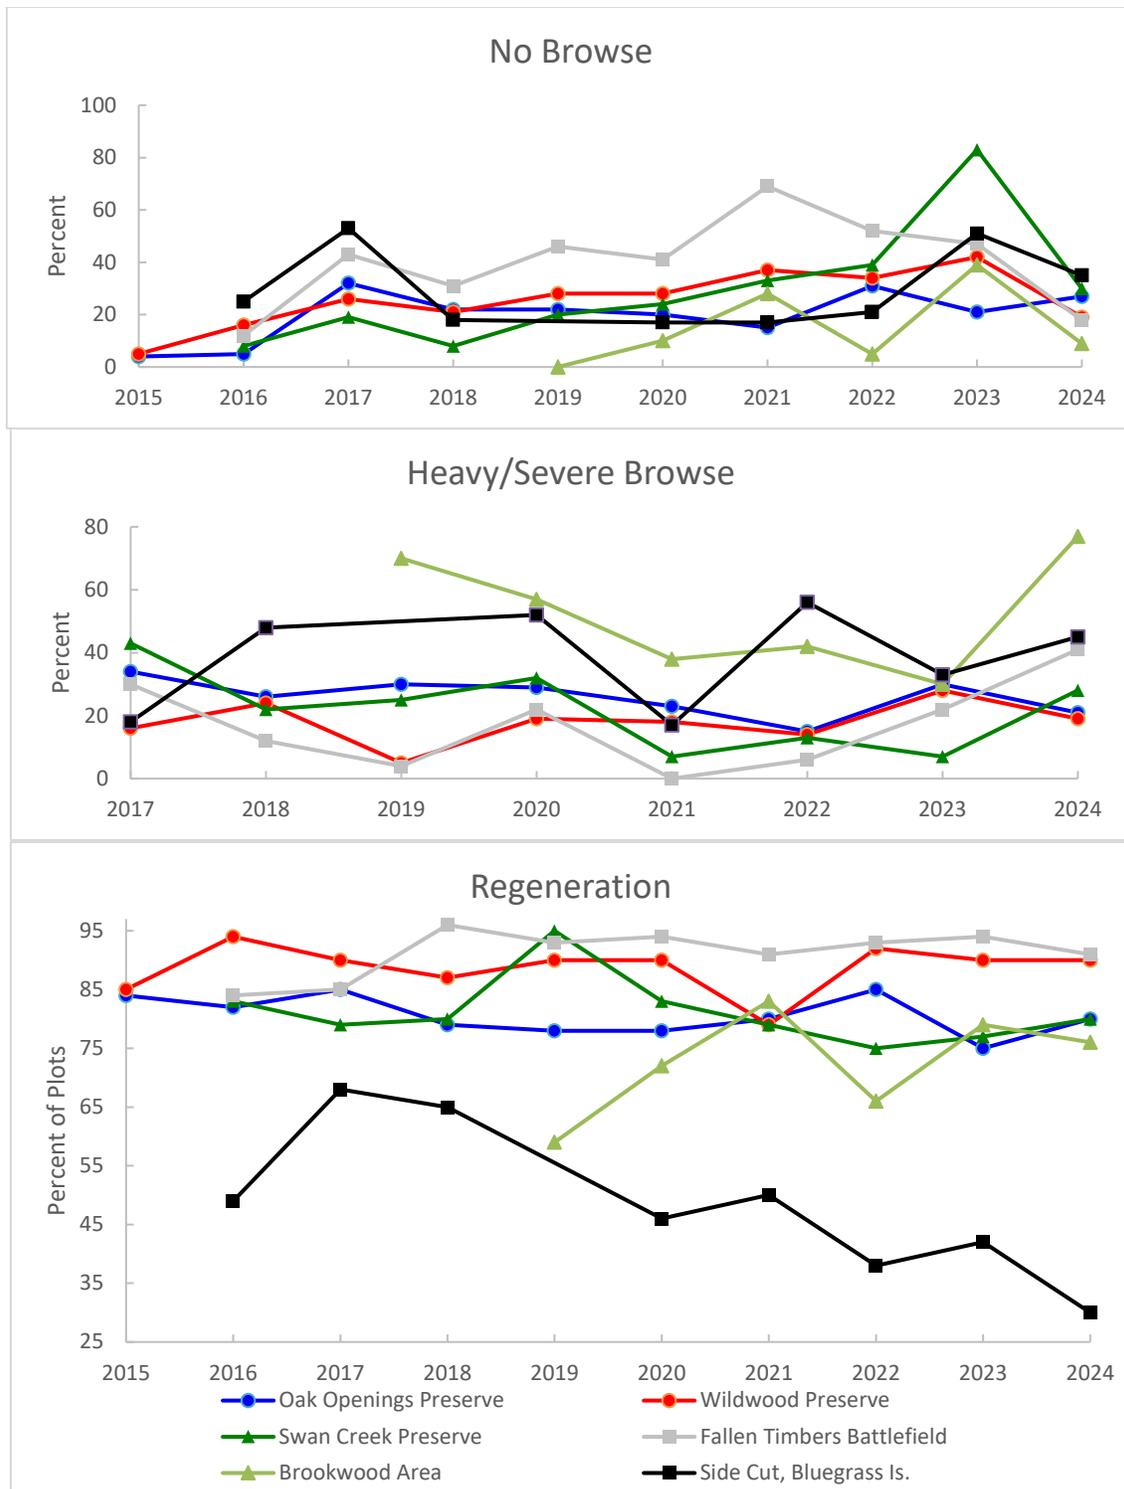 No Browse
100
80
60
40
20
0
Percent
2015 2016 2017 2018 2019 2020 2021 2022 2023 2024
Heavy/Severe Browse
80
60
40
20
0
Percent
2017 2018 2019 2020 2021 2022 2023 2024
Regeneration
95
85
75
65
55
45
35
25
Percent of Plots
2015 2016 2017 2018 2019 2020 2021 2022 2023 2024
Oak Openings Preserve Wildwood Preserve
Swan Creek Preserve Fallen Timbers Battlefield
Brookwood Area Side Cut, Bluegrass Is.